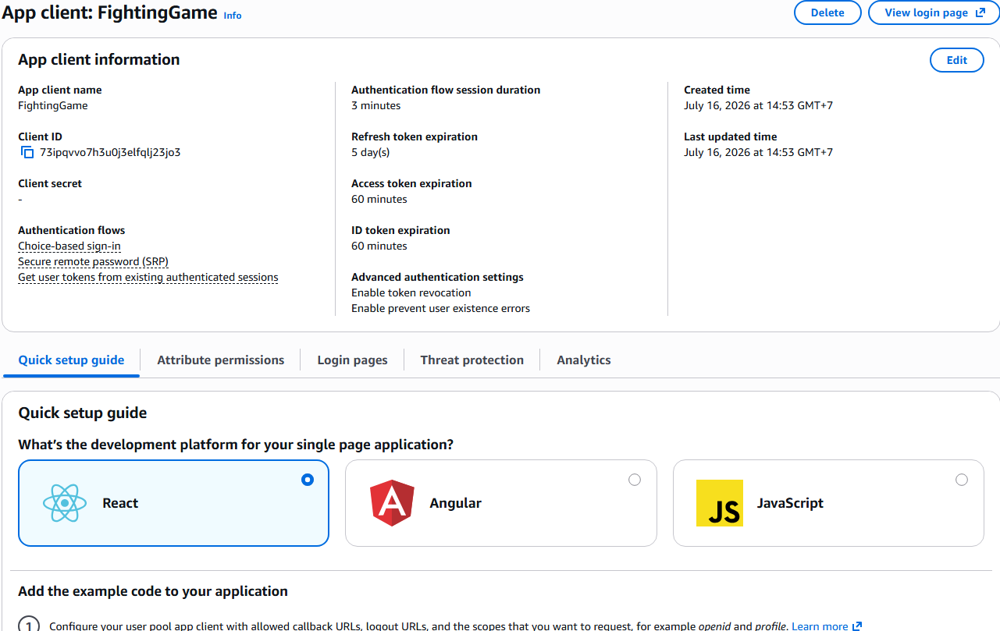 App client: FightingGame Info
Delete
View login page
App client information
Edit
App client name
FightingGame
Client ID
73ipqvvo7h3u0j3elfqlj23jo3
Client secret
-
Authentication flows
Choice-based sign-in
Secure remote password (SRP)
Get user tokens from existing authenticated sessions
Authentication flow session duration
3 minutes
Refresh token expiration
5 day(s)
Access token expiration
60 minutes
ID token expiration
60 minutes
Advanced authentication settings
Enable token revocation
Enable prevent user existence errors
Created time
July 16, 2026 at 14:53 GMT+7
Last updated time
July 16, 2026 at 14:53 GMT+7
Quick setup guide
Attribute permissions
Login pages
Threat protection
Analytics
Quick setup guide
What’s the development platform for your single page application?
React
Angular
JS
JavaScript
Add the example code to your application
1 Configure your user pool app client with allowed callback URLs, logout URLs, and the scopes that you want to request, for example openid and profile. Learn more